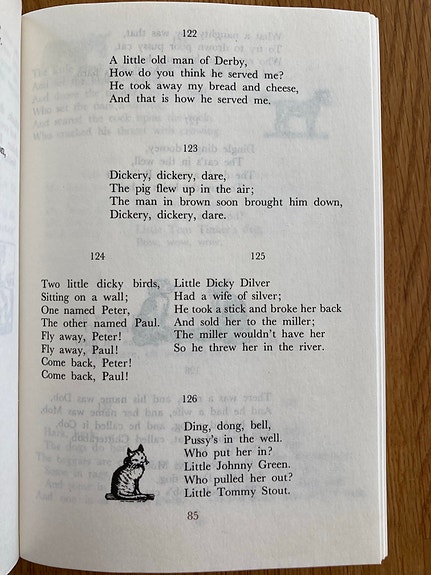 122
A little old man of Derby,
How do you think he served me?
He took away my bread and cheese,
And that is how he served me.
123
Dickery, dickery, dare,
The pig flew up in the air;
The man in brown soon brought him down,
Dickery, dickery, dare.
124
Two little dicky birds,
Sitting on a wall;
One named Peter,
The other named Paul.
Fly away, Peter!
Fly away, Paul!
Come back, Peter!
Come back, Paul!
125
Little Dicky Dilver
Had a wife of silver;
He took a stick and broke her back
And sold her to the miller;
The miller wouldn't have her
So he threw her in the river.
126
Ding, dong, bell,
Pussy's in the well.
Who put her in?
Little Johnny Green.
Who pulled her out?
Little Tommy Stout.
85